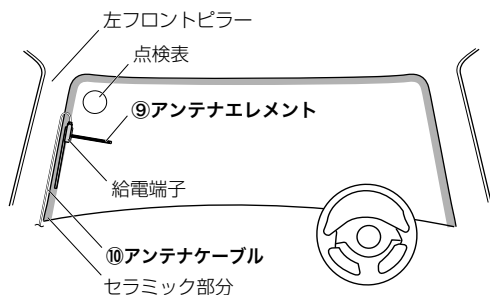 左フロントピラー
点検表
⑨アンテナエレメント
給電端子
⑩アンテナケーブル
セラミック部分